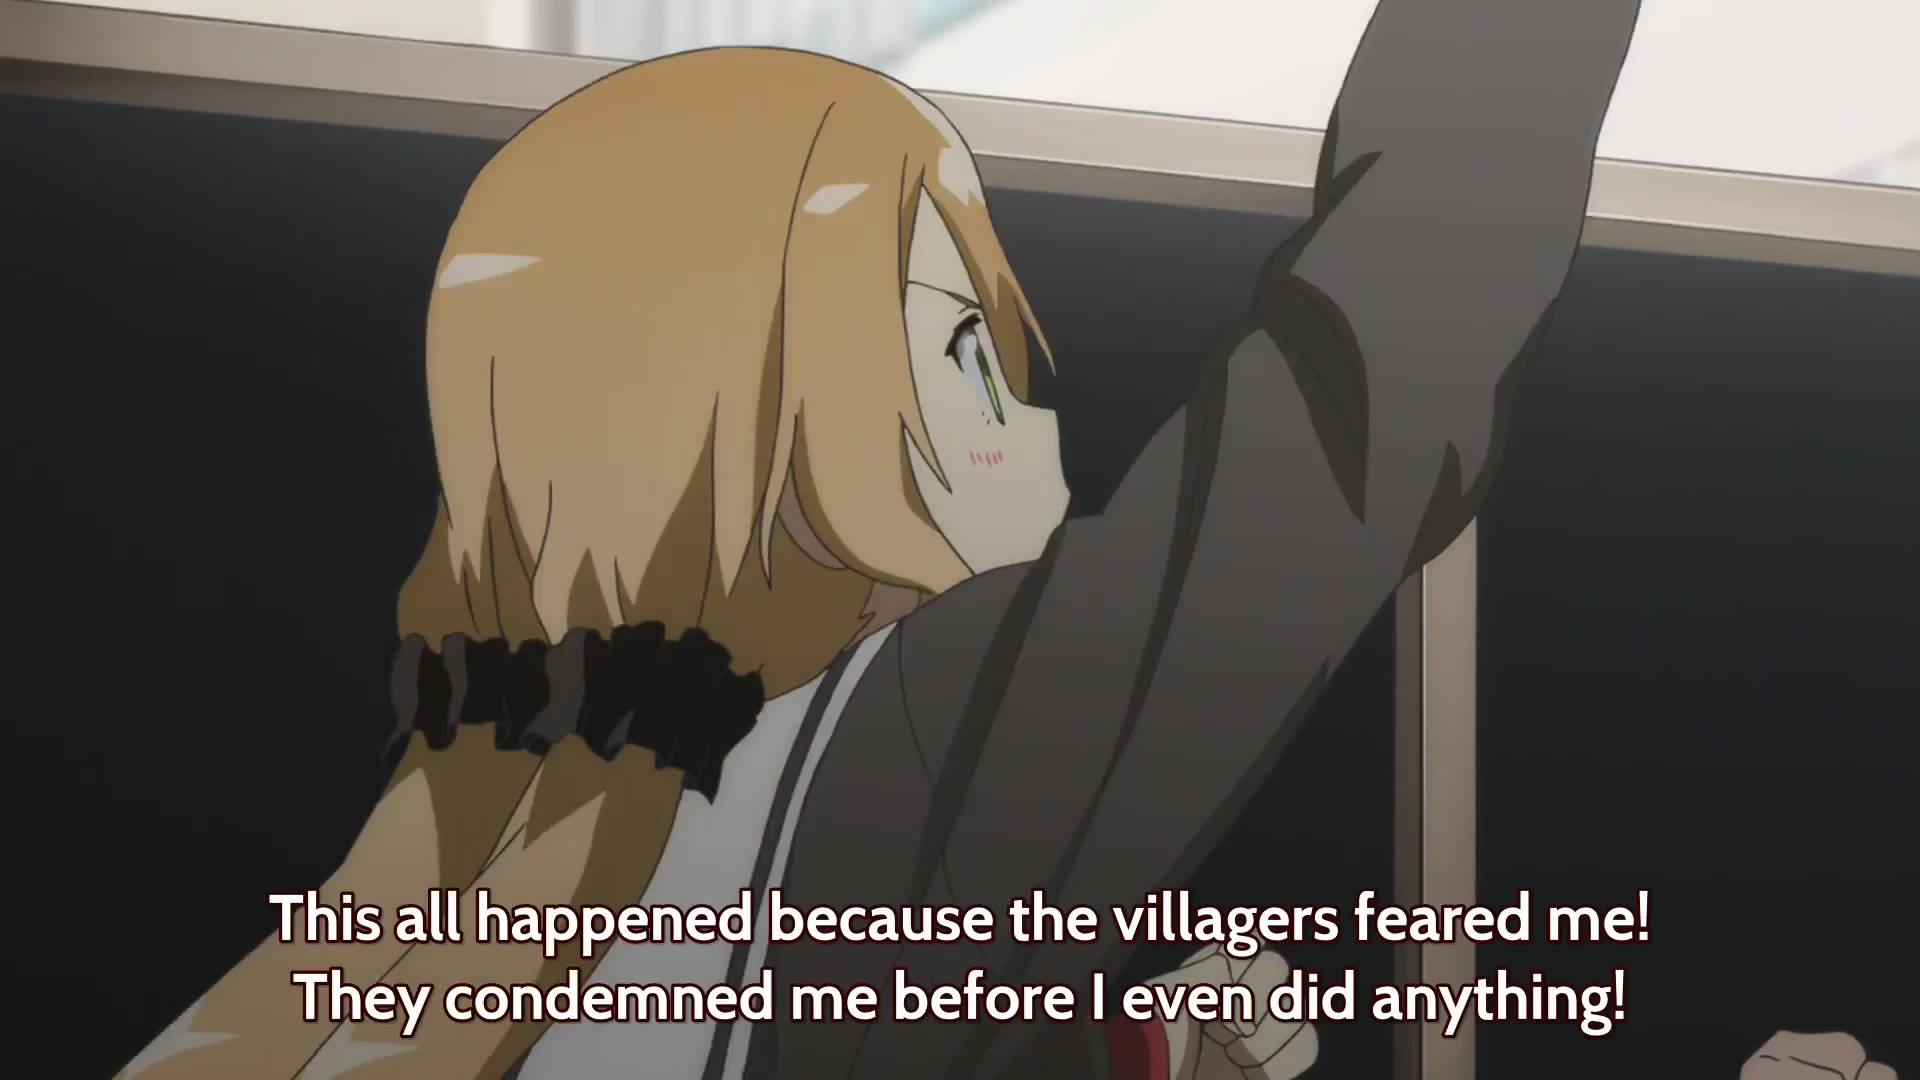 This all happened because the villagers feared me!
They condemned me before I even did anything!